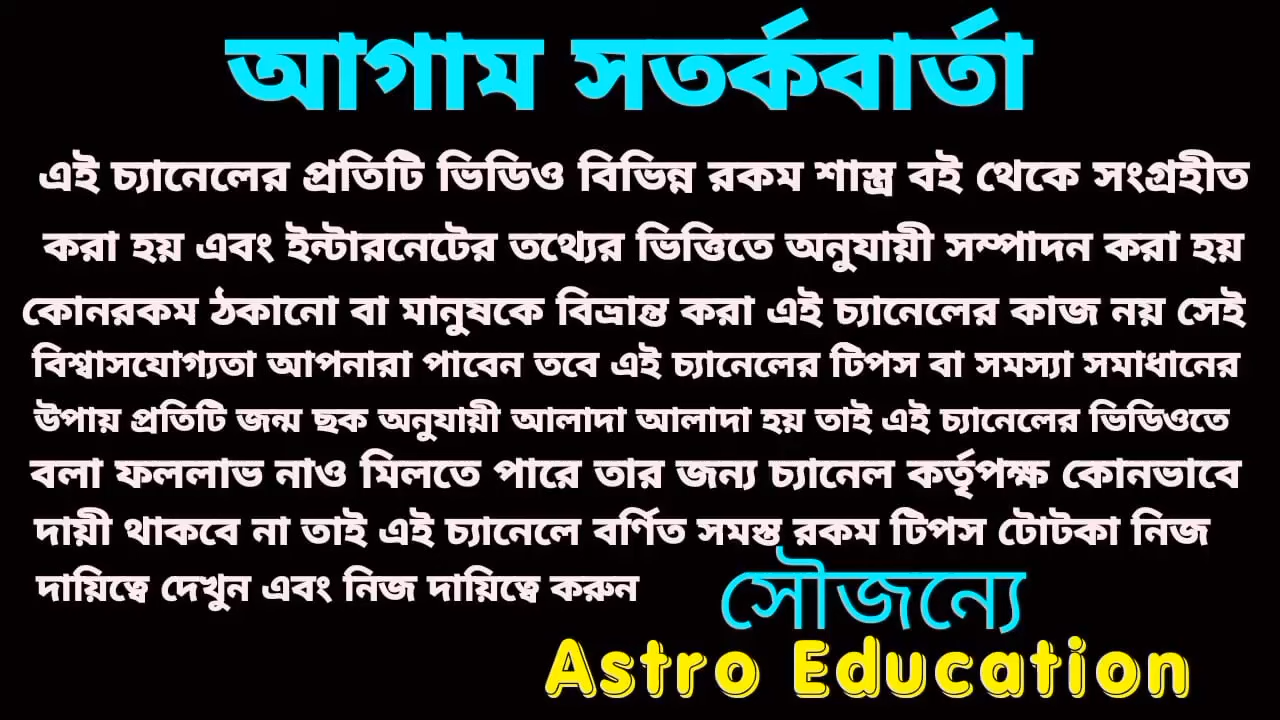 আগাম সতর্কবার্তা
এই চ্যানেলের প্রতিটি ভিডিও বিভিন্ন রকম শাস্ত্র বই থেকে সংগ্রহীত
করা হয় এবং ইন্টারনেটের তথ্যের ভিত্তিতে অনুযায়ী সম্পাদন করা হয়
কোনরকম ঠকানো বা মানুষকে বিভ্রান্ত করা এই চ্যানেলের কাজ নয় সেই
বিশ্বাসযোগ্যতা আপনারা পাবেন তবে এই চ্যানেলের টিপস বা সমস্যা সমাধানের
উপায় প্রতিটি জন্ম ছক অনুযায়ী আলাদা আলাদা হয় তাই এই চ্যানেলের ভিডিওতে
বলা ফললাভ নাও মিলতে পারে তার জন্য চ্যানেল কর্তৃপক্ষ কোনভাবে
দায়ী থাকবে না তাই এই চ্যানেলে বর্ণিত সমস্ত রকম টিপস টোটকা নিজ
দায়িত্বে দেখুন এবং নিজ দায়িত্বে করুন
সৌজন্যে
Astro Education